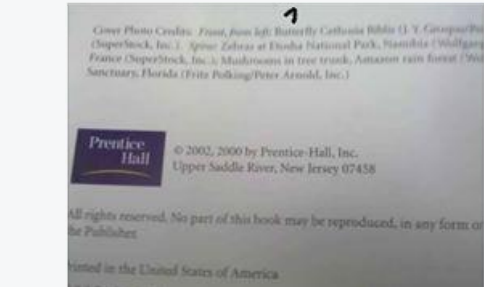 Cover Photo Credits: Front, from left: Butterfly Cethosia Biblis (J. Y.
(SuperStock, Inc.). Spine: Zebras at Etosha National Park, Namibia (Wolfgang
France (SuperStock, Inc.); Mushrooms in tree trunk, Amazon rain forest
Sanctuary, Florida (Fritz Polking/Peter Arnold, Inc.)
Prentice
Hall
© 2002, 2000 by Prentice-Hall, Inc.
Upper Saddle River, New Jersey 07458
All rights reserved. No part of this book may be reproduced, in any form or
the Publisher.
Printed in the United States of America